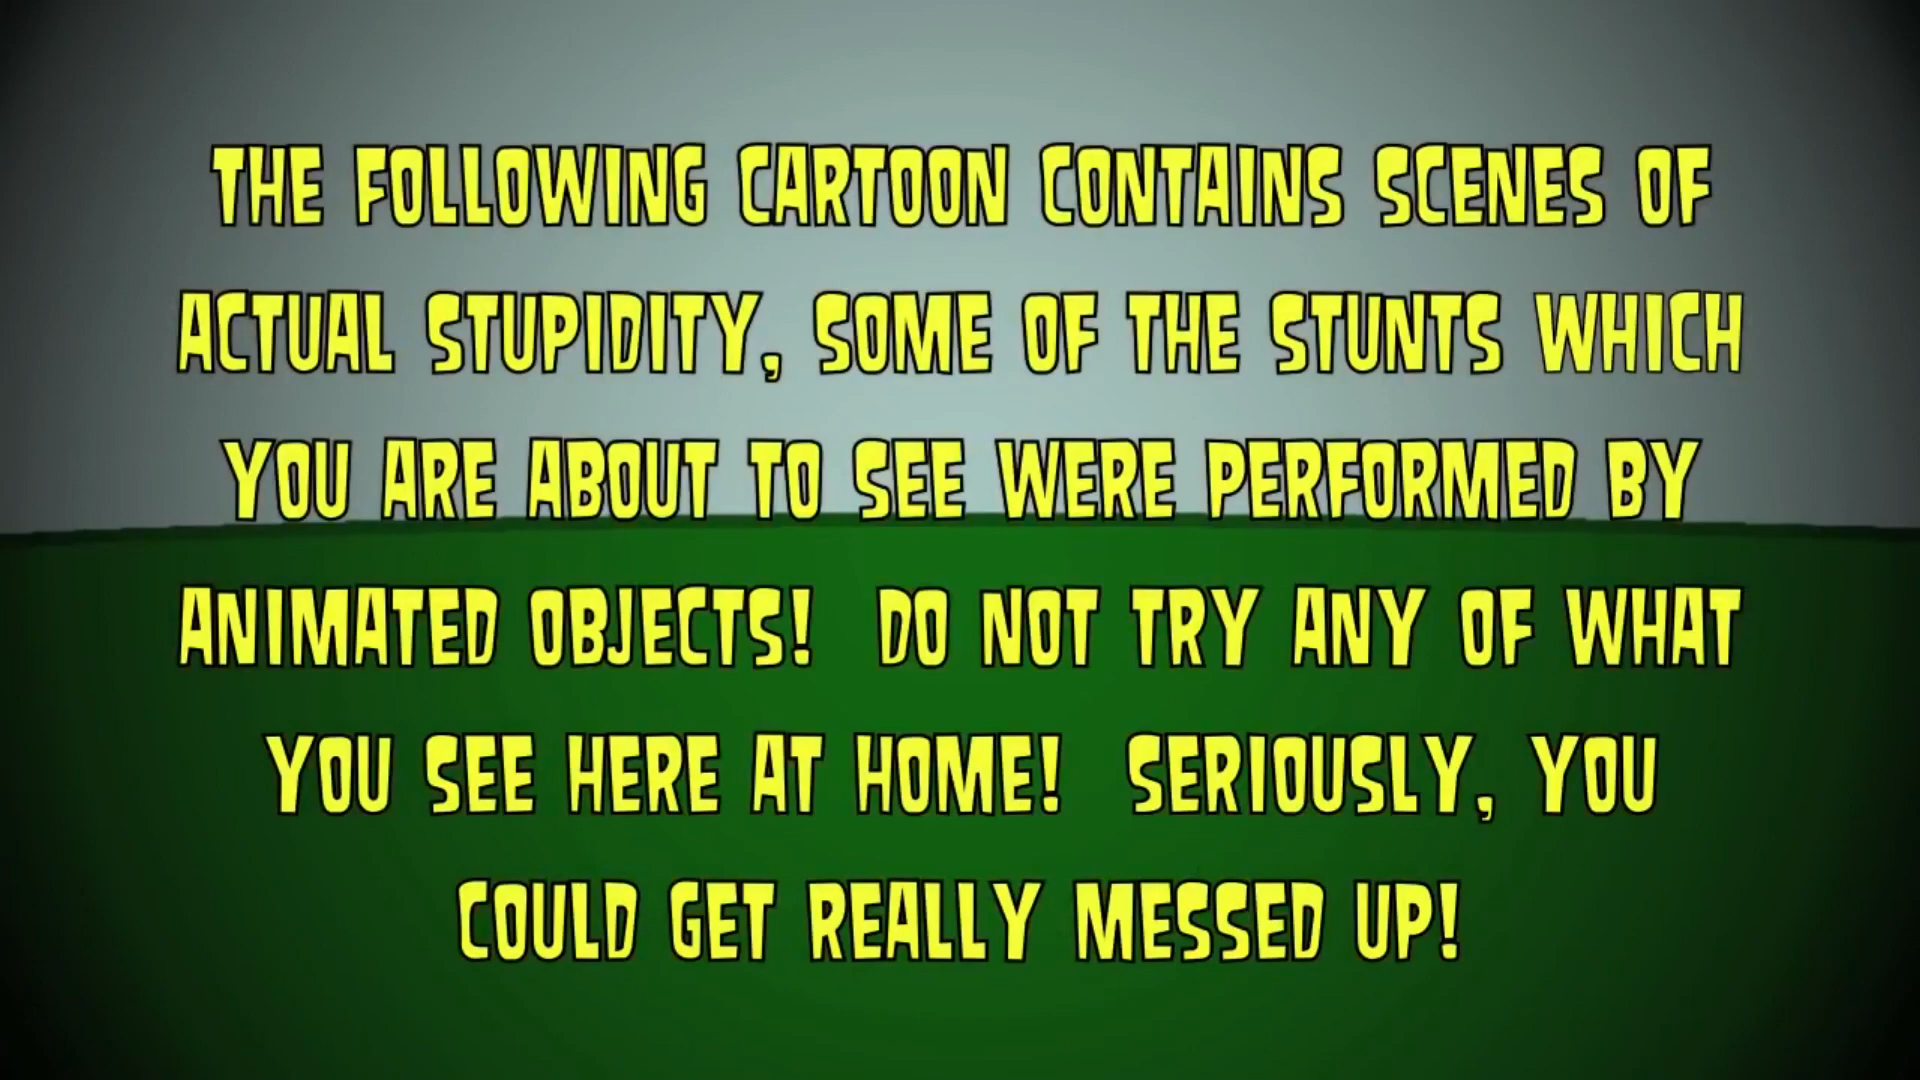 THE FOLLOWING CARTOON CONTAINS SCENES OF
ACTUAL STUPIDITY, SOME OF THE STUNTS WHICH
YOU ARE ABOUT TO SEE WERE PERFORMED BY
ANIMATED OBJECTS! DO NOT TRY ANY OF WHAT
YOU SEE HERE AT HOME! SERIOUSLY, YOU
COULD GET REALLY MESSED UP!